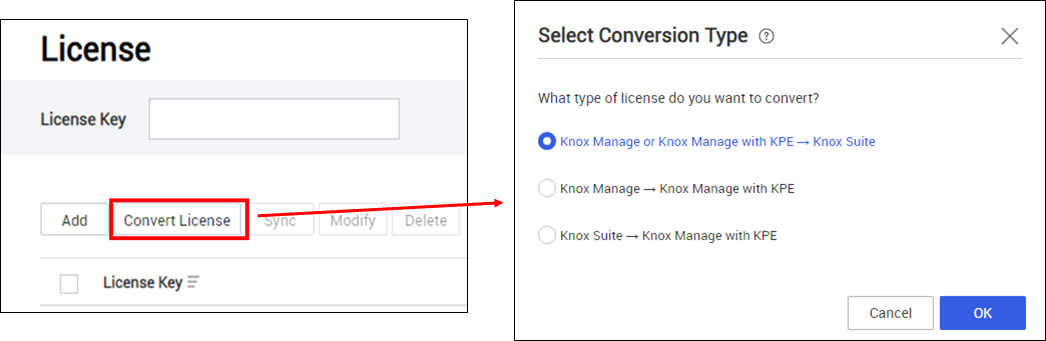 License
License Key
Add Convert License Sync Modify Delete
License Key
Select Conversion Type ?
What type of license do you want to convert?
Knox Manage or Knox Manage with KPE → Knox Suite
Knox Manage → Knox Manage with KPE
Knox Suite → Knox Manage with KPE
Cancel OK